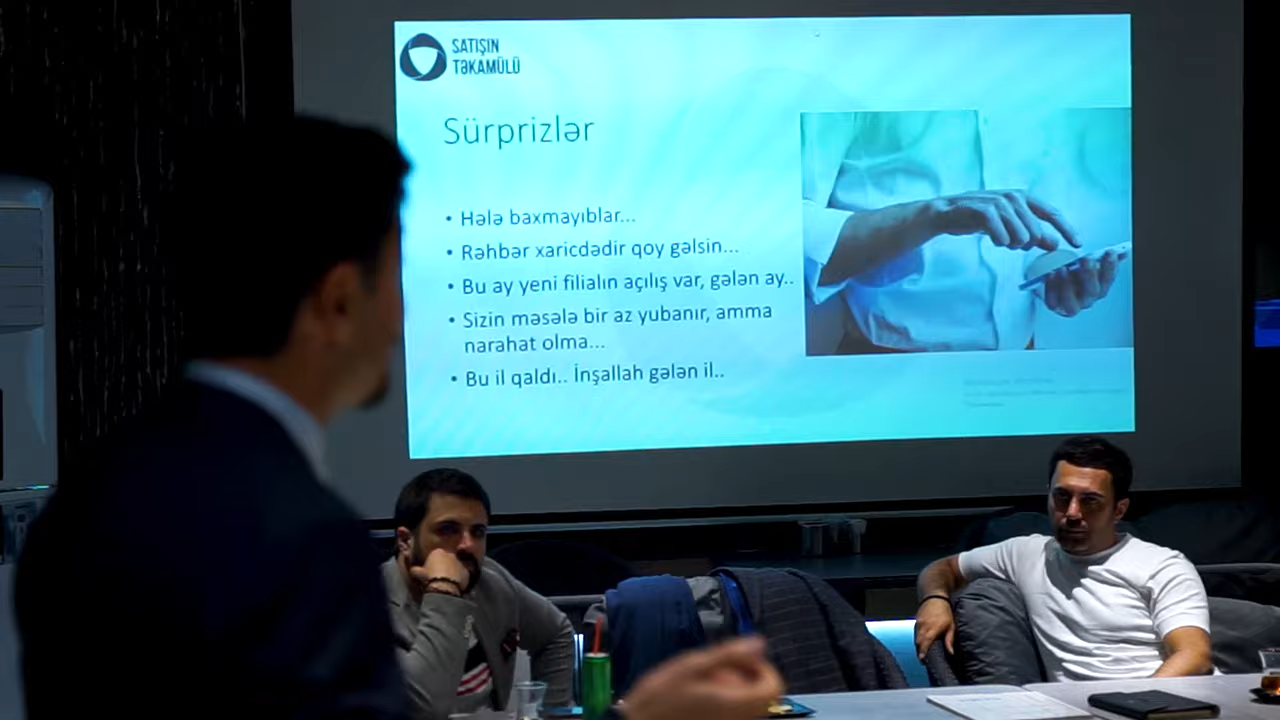 SATIŞIN
TƏKAMÜLÜ
Sürprizlər
• Hələ baxmayıblar...
• Rəhbər xaricdədir qoy gəlsin...
• Bu ay yeni filialın açılış var, gələn ay..
• Sizin məsələ bir az yubanır, amma
narahat olma...
• Bu il qaldı.. İnşallah gələn il..